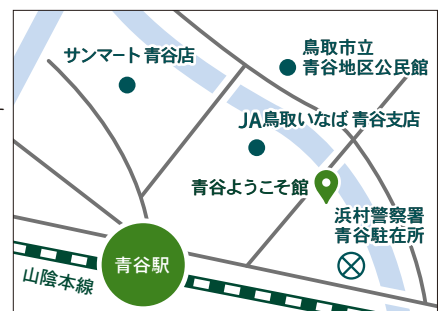 サンマート 青谷店
鳥取市立
青谷地区公民館
JA鳥取いなば 青谷支店
青谷ようこそ館
浜村警察署
青谷駐在所
青谷駅
山陰本線